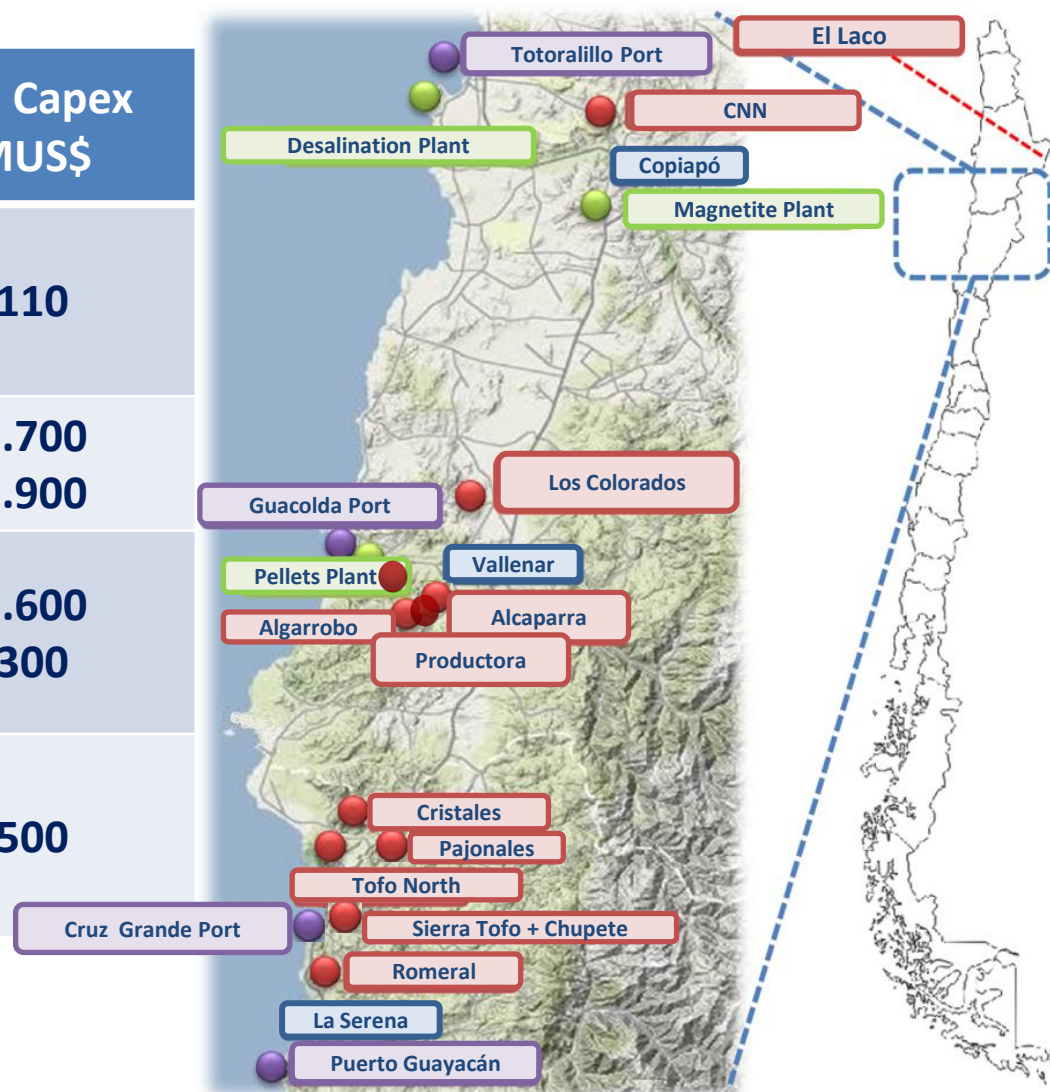 Capex
MUS$
110
.700
.900
.600
300
500
El Laco
Totoralillo Port
CNN
Desalination Plant
Copiapó
Magnetite Plant
Los Colorados
Guacolda Port
Vallenar
Pellets Plant
Alcaparra
Algarrobo
Productora
Cristales
Pajonales
Tofo North
Cruz Grande Port
Sierra Tofo + Chupete
Romeral
La Serena
Puerto Guayacán